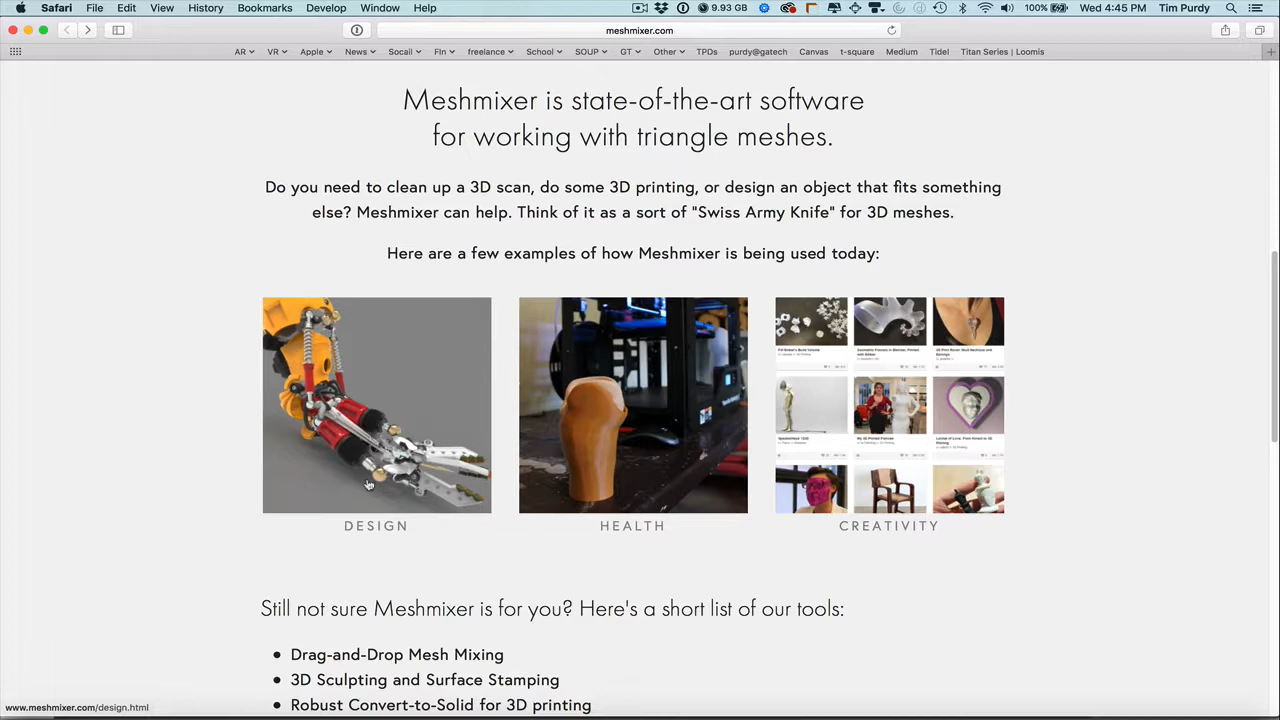 Safari File Edit View History Bookmarks Develop Window Help 9.93 GB 100% Wed 4:45 PM Tim Purdy
meshmixer.com
AR VR Apple News Socail FIn freelance School SOUP GT Other TPDs purdy@gatech Canvas t-square Medium Tidel Titan Series | Loomis
Meshmixer is state-of-the-art software
for working with triangle meshes.
Do you need to clean up a 3D scan, do some 3D printing, or design an object that fits something
else? Meshmixer can help. Think of it as a sort of "Swiss Army Knife" for 3D meshes.
Here are a few examples of how Meshmixer is being used today:
DESIGN
HEALTH
CREATIVITY
Still not sure Meshmixer is for you? Here's a short list of our tools:
• Drag-and-Drop Mesh Mixing
• 3D Sculpting and Surface Stamping
• Robust Convert-to-Solid for 3D printing
www.meshmixer.com/design.html